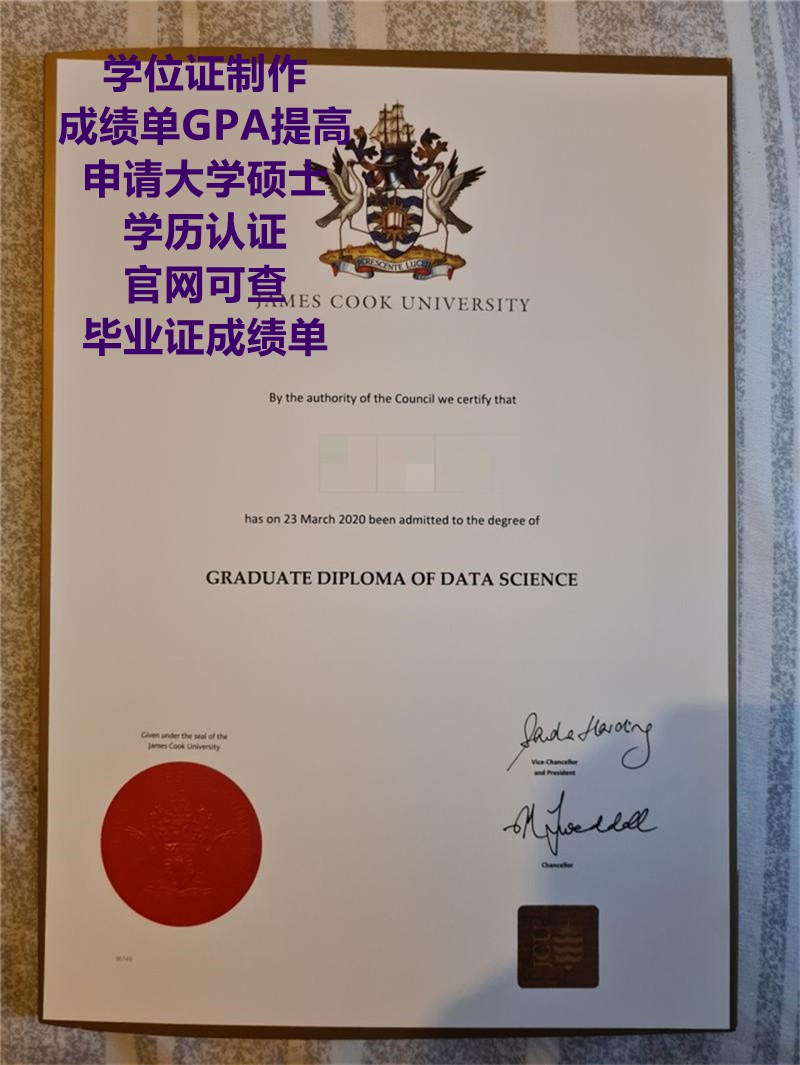 学位证制作
成绩单GPA提高
申请大学硕士
学历认证
官网可查
毕业证成绩单
CRESCENTE LUCE
JAMES COOK UNIVERSITY
By the authority of the Council we certify that
has on 23 March 2020 been admitted to the degree of
GRADUATE DIPLOMA OF DATA SCIENCE
Given under the seal of the
James Cook University
Vice-Chancellor
and President
Chancellor
JCU